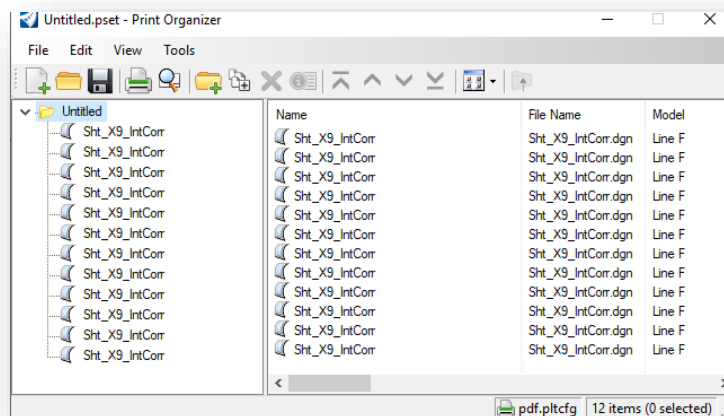 Untitled.pset - Print Organizer
File Edit View Tools
Untitled
Sht_X9_IntCorr
Sht_X9_IntCorr
Sht_X9_IntCorr
Sht_X9_IntCorr
Sht_X9_IntCorr
Sht_X9_IntCorr
Sht_X9_IntCorr
Sht_X9_IntCorr
Sht_X9_IntCorr
Sht_X9_IntCorr
Sht_X9_IntCorr
Sht_X9_IntCorr
Name File Name Model
Sht_X9_IntCorr Sht_X9_IntCorr.dgn Line F
Sht_X9_IntCorr Sht_X9_IntCorr.dgn Line F
Sht_X9_IntCorr Sht_X9_IntCorr.dgn Line F
Sht_X9_IntCorr Sht_X9_IntCorr.dgn Line F
Sht_X9_IntCorr Sht_X9_IntCorr.dgn Line F
Sht_X9_IntCorr Sht_X9_IntCorr.dgn Line F
Sht_X9_IntCorr Sht_X9_IntCorr.dgn Line F
Sht_X9_IntCorr Sht_X9_IntCorr.dgn Line F
Sht_X9_IntCorr Sht_X9_IntCorr.dgn Line F
Sht_X9_IntCorr Sht_X9_IntCorr.dgn Line F
Sht_X9_IntCorr Sht_X9_IntCorr.dgn Line F
Sht_X9_IntCorr Sht_X9_IntCorr.dgn Line F
pdf.pltcfg 12 items (0 selected)